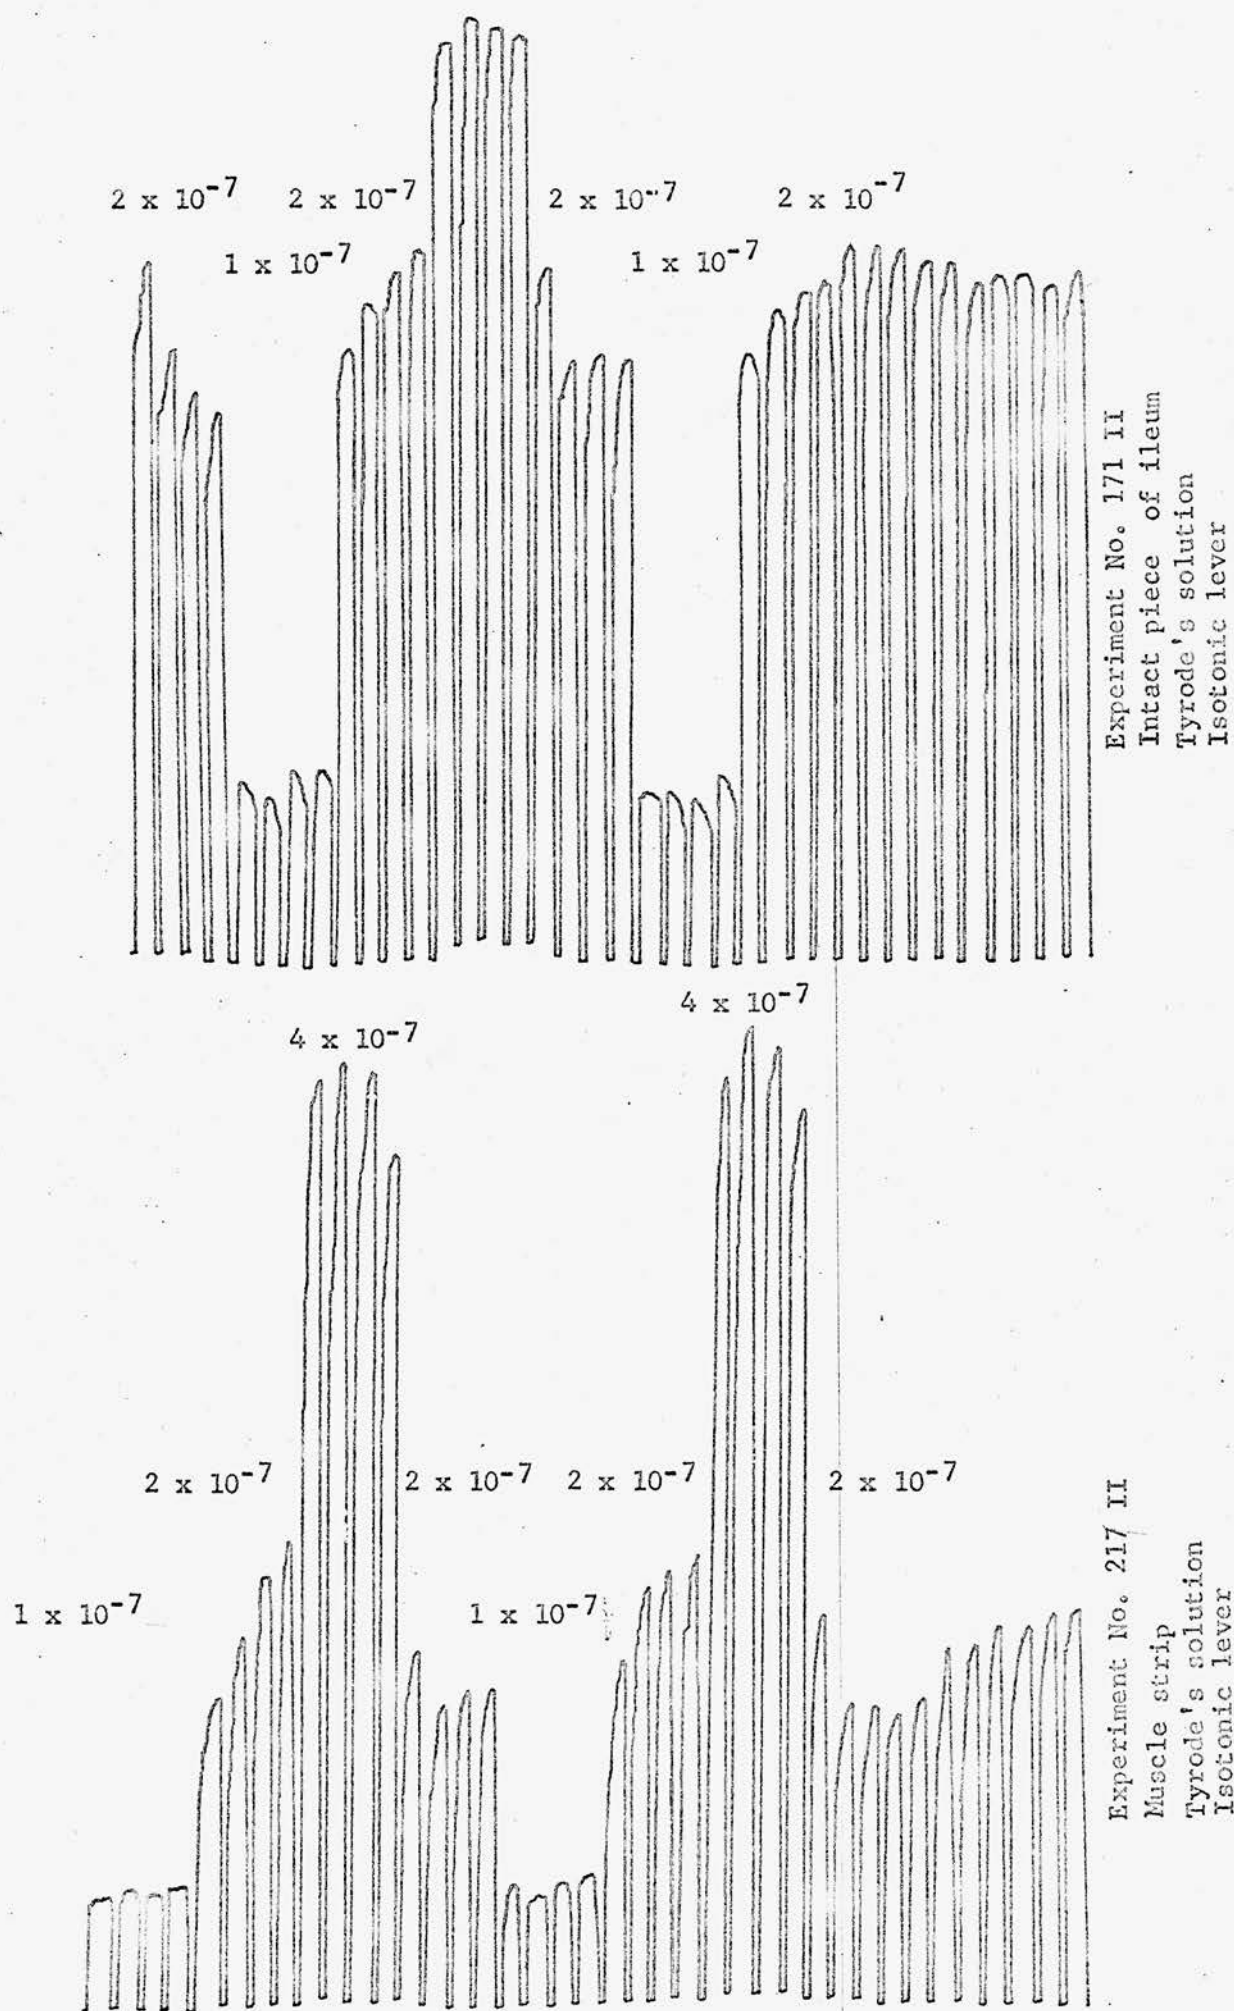 2 x 10⁻⁷
2 x 10⁻⁷
2 x 10⁻⁷
2 x 10⁻⁷
1 x 10⁻⁷
1 x 10⁻⁷
Experiment No. 171 II
Intact piece of ileum
Tyrode's solution
Isotonic lever
4 x 10⁻⁷
4 x 10⁻⁷
2 x 10⁻⁷
2 x 10⁻⁷
2 x 10⁻⁷
2 x 10⁻⁷
1 x 10⁻⁷
1 x 10⁻⁷
Experiment No. 217 II
Muscle strip
Tyrode's solution
Isotonic lever